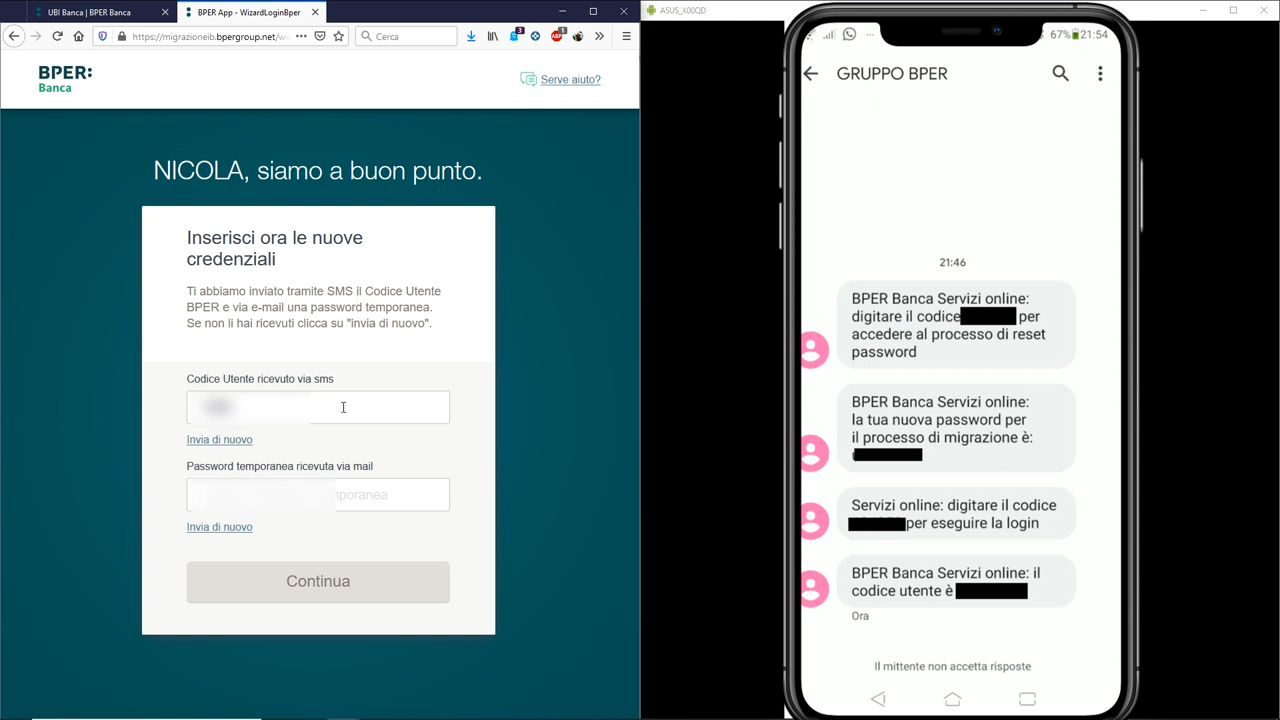 UBI Banca | BPER Banca
BPER App - WizardLoginBper
https://migrazioneib.bpergroup.net/wi
Cerca
3
1
BPER:
Banca
Serve aiuto?
NICOLA, siamo a buon punto.
Inserisci ora le nuove
credenziali
Ti abbiamo inviato tramite SMS il Codice Utente
BPER e via e-mail una password temporanea.
Se non li hai ricevuti clicca su "invia di nuovo".
Codice Utente ricevuto via sms
Invia di nuovo
Password temporanea ricevuta via mail
mporanea
Invia di nuovo
Continua
ASUS_X00QD
67% 21:54
GRUPPO BPER
21:46
BPER Banca Servizi online:
digitare il codice per
accedere al processo di reset
password
BPER Banca Servizi online:
la tua nuova password per
il processo di migrazione è:
Servizi online: digitare il codice
per eseguire la login
BPER Banca Servizi online: il
codice utente è
Ora
Il mittente non accetta risposte